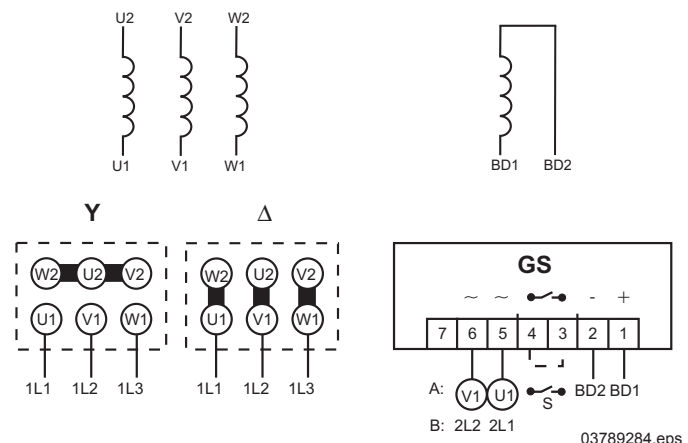 U2 V2 W2
U1 V1 W1
BD1 BD2
Y Δ
W2 U2 V2
U1 V1 W1
1L1 1L2 1L3
W2 U2 V2
U1 V1 W1
1L1 1L2 1L3
GS
~ ~ - +
7 6 5 4 3 2 1
A: V1 U1 S BD2 BD1
B: 2L2 2L1
03789284.eps